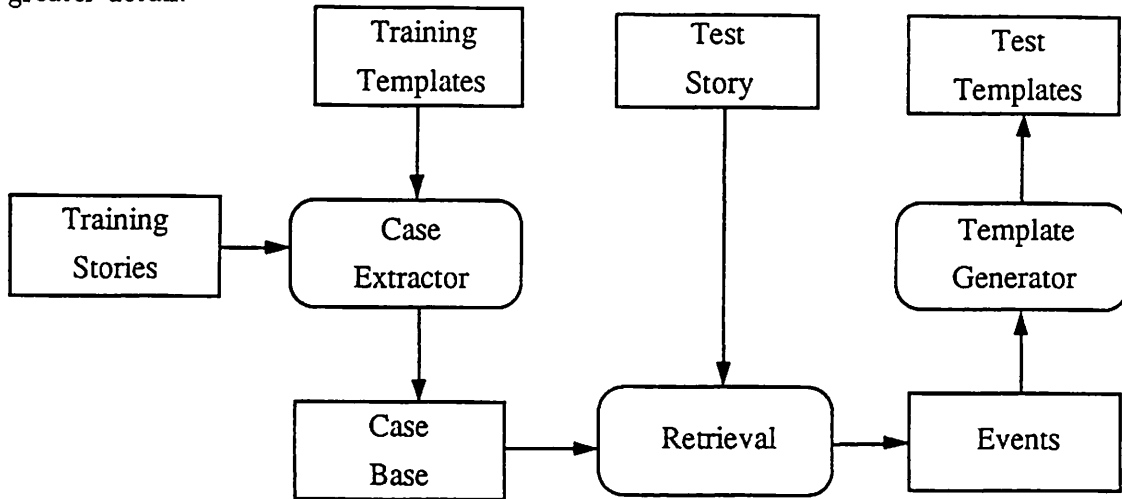 greater detail.
Training
Templates
Test
Story
Test
Templates
Training
Stories
Case
Extractor
Template
Generator
Case
Base
Retrieval
Events